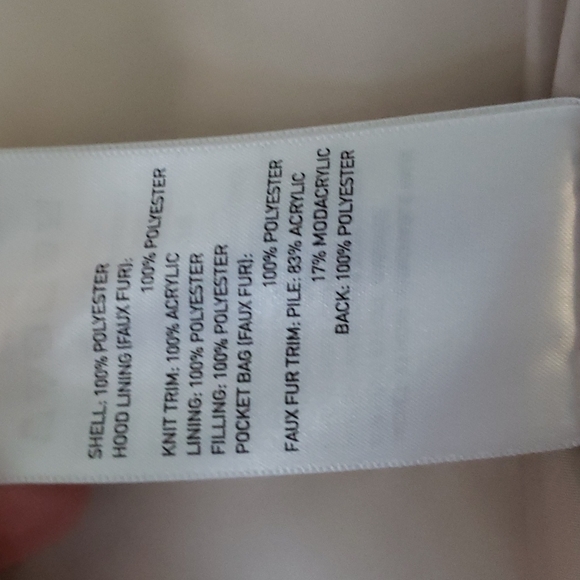 SHELL: 100% POLYESTER
HOOD LINING (FAUX FUR):
100% POLYESTER
KNIT TRIM: 100% ACRYLIC
LINING: 100% POLYESTER
FILLING: 100% POLYESTER
POCKET BAG (FAUX FUR):
100% POLYESTER
FAUX FUR TRIM: PILE: 83% ACRYLIC
17% MODACRYLIC
BACK: 100% POLYESTER